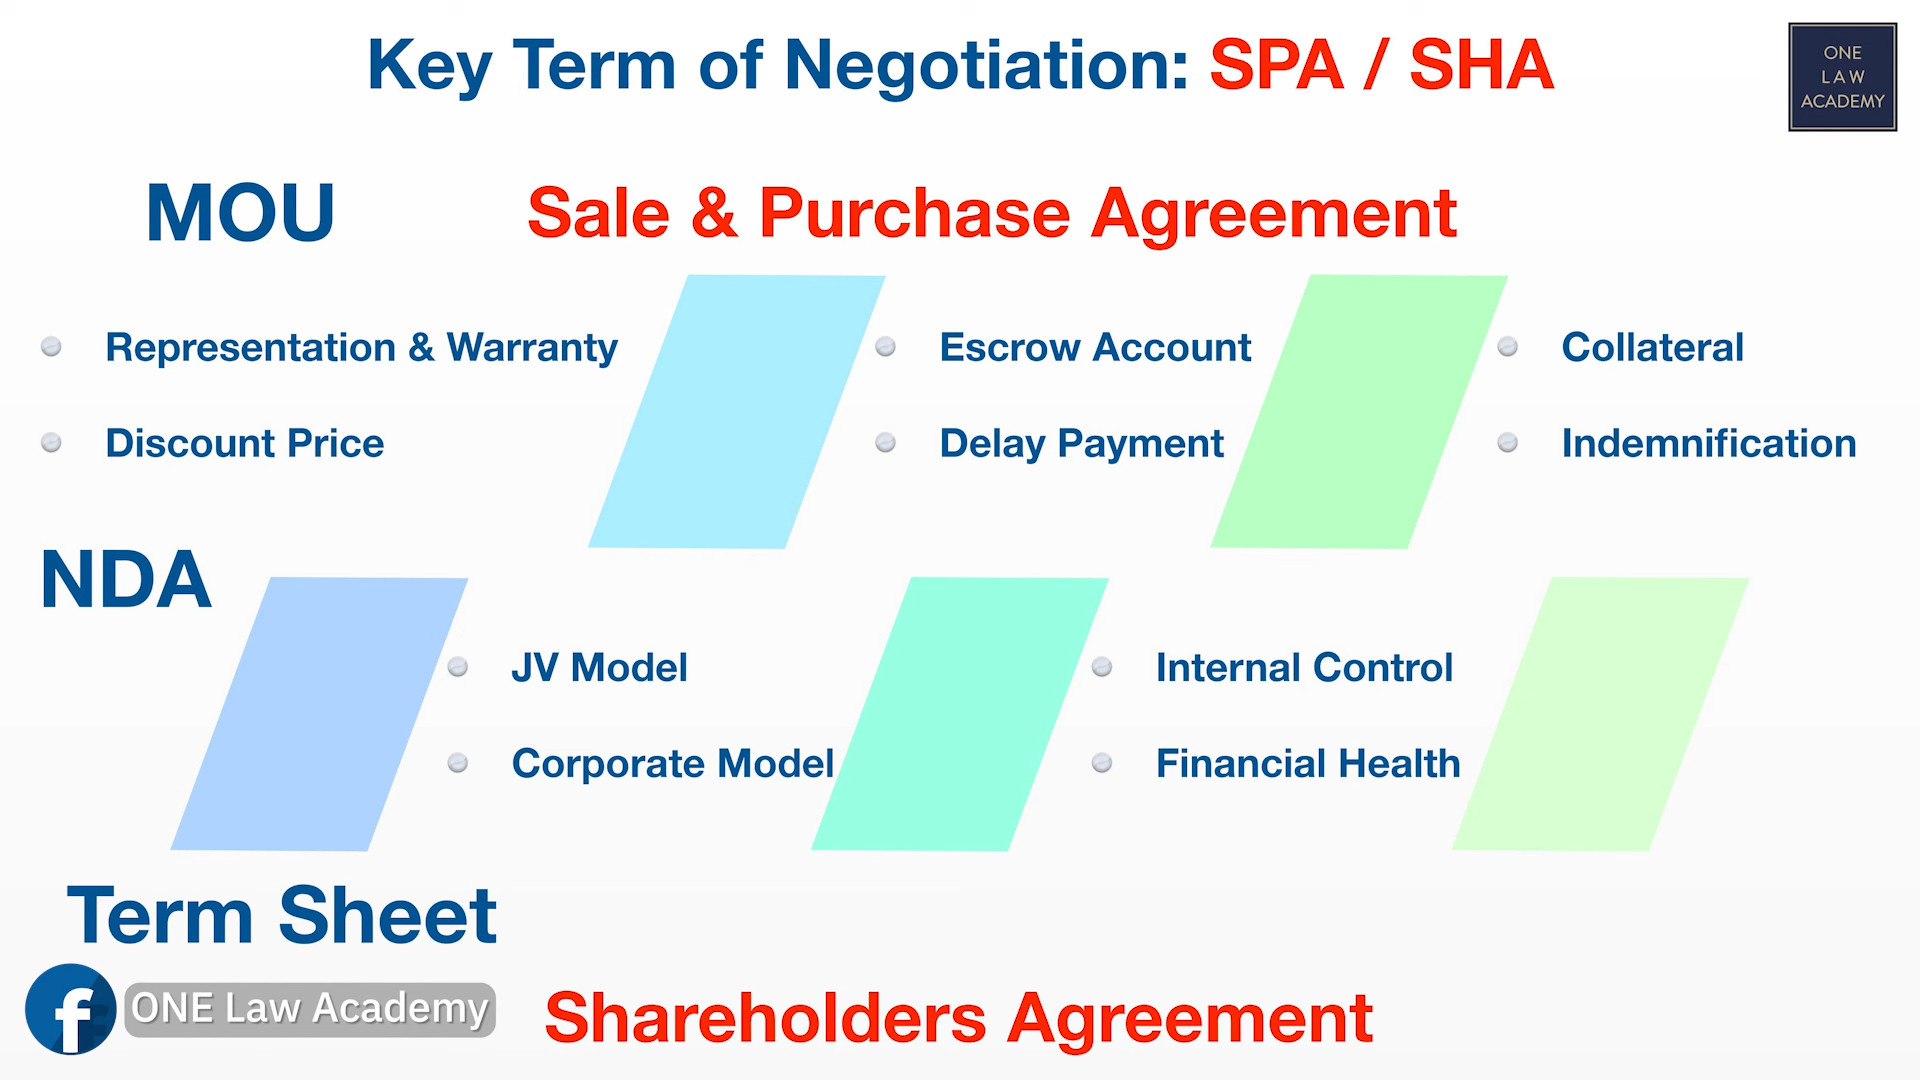 Key Term of Negotiation: SPA / SHA
ONE
LAW
ACADEMY
MOU
Sale & Purchase Agreement
Representation & Warranty
Escrow Account
Collateral
Discount Price
Delay Payment
Indemnification
NDA
JV Model
Internal Control
Corporate Model
Financial Health
Term Sheet
ONE Law Academy
Shareholders Agreement